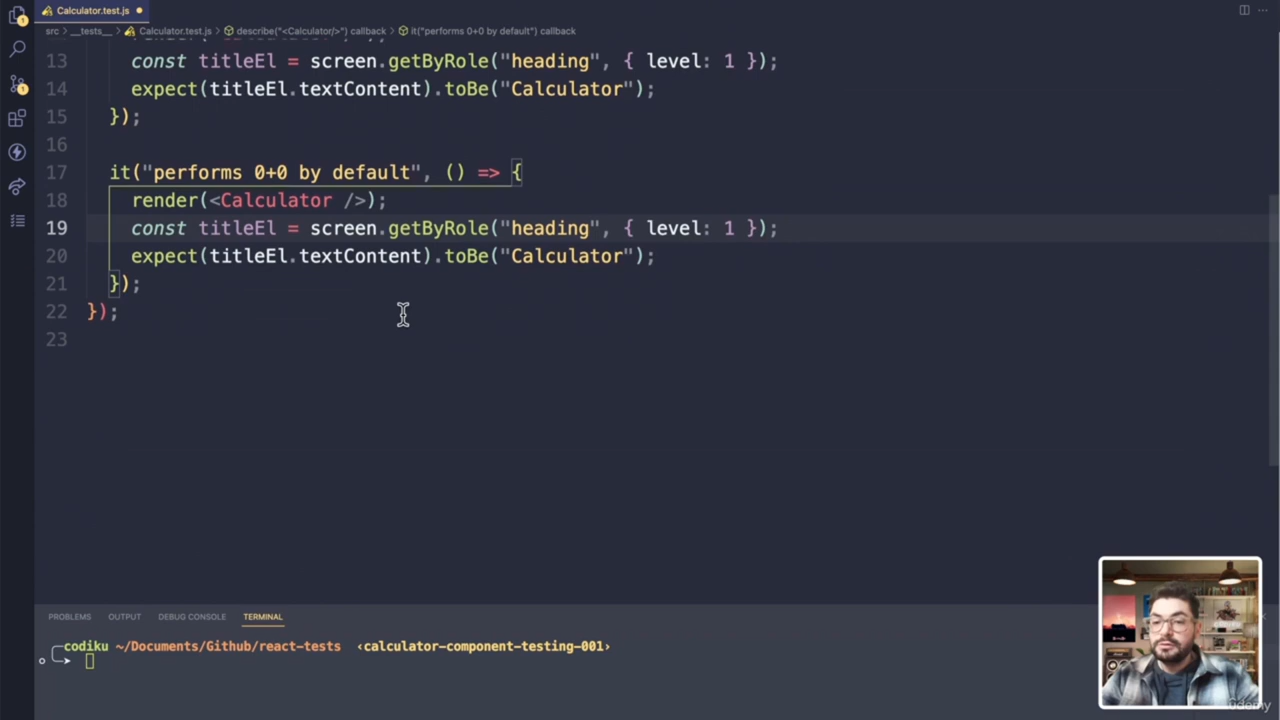 Calculator.test.js
src > __tests__ > Calculator.test.js > describe("<Calculator/>") callback > it("performs 0+0 by default") callback
13 const titleEl = screen.getByRole("heading", { level: 1 });
14 expect(titleEl.textContent).toBe("Calculator");
15 });
16
17 it("performs 0+0 by default", () => {
18 render(<Calculator />);
19 const titleEl = screen.getByRole("heading", { level: 1 });
20 expect(titleEl.textContent).toBe("Calculator");
21 });
22 });
23
PROBLEMS OUTPUT DEBUG CONSOLE TERMINAL
codiku ~/Documents/Github/react-tests ‹calculator-component-testing-001›
ûdemy